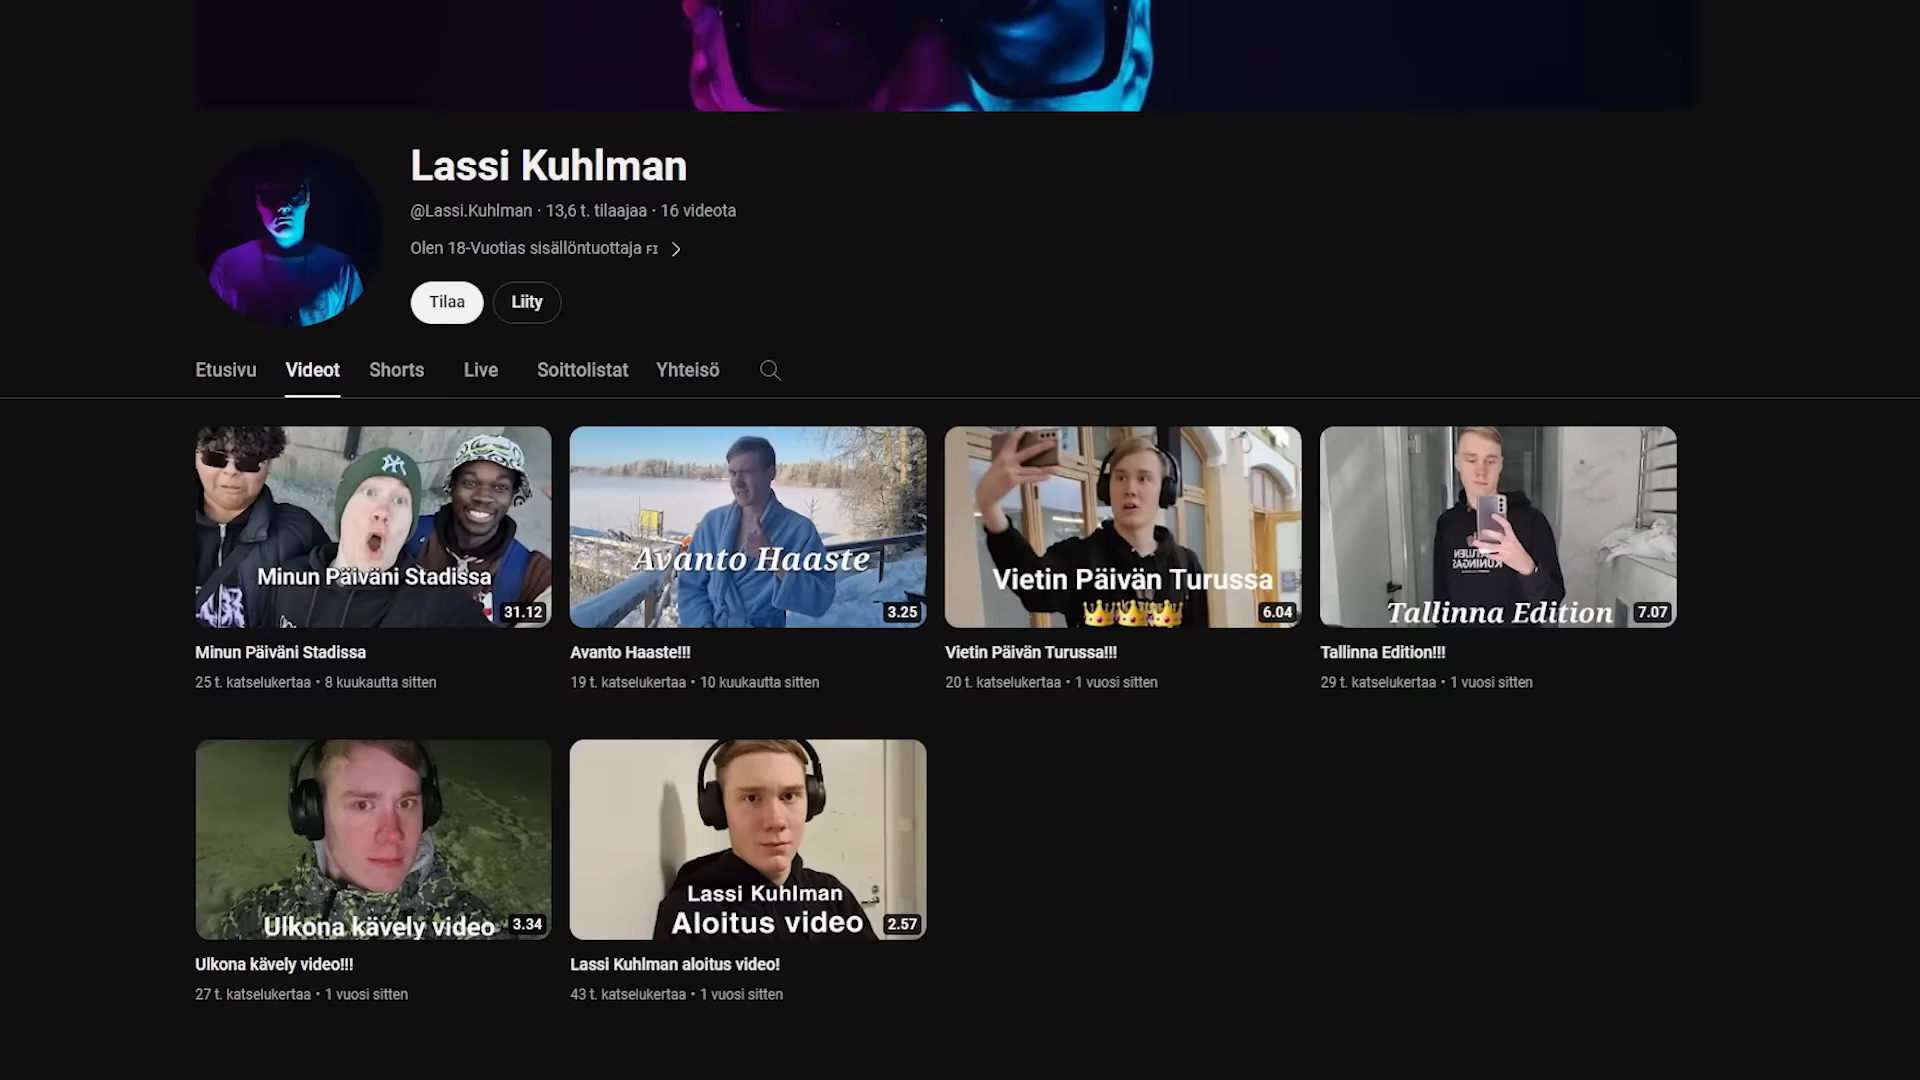 Lassi Kuhlman
@Lassi.Kuhlman · 13,6 t. tilaajaa · 16 videota
Olen 18-Vuotias sisällöntuottaja FI
Tilaa
Liity
Etusivu
Videot
Shorts
Live
Soittolistat
Yhteisö
Minun Päiväni Stadissa
31.12
Avanto Haaste
3.25
Vietin Päivän Turussa
6.04
KUNINGAS
Tallinna Edition
7.07
Minun Päiväni Stadissa
25 t. katselukertaa • 8 kuukautta sitten
Avanto Haaste!!!
19 t. katselukertaa • 10 kuukautta sitten
Vietin Päivän Turussa!!!
20 t. katselukertaa • 1 vuosi sitten
Tallinna Edition!!!
29 t. katselukertaa • 1 vuosi sitten
Ulkona kävely video
3.34
Lassi Kuhlman
Aloitus video
2.57
Ulkona kävely video!!!
27 t. katselukertaa • 1 vuosi sitten
Lassi Kuhlman aloitus video!
43 t. katselukertaa • 1 vuosi sitten